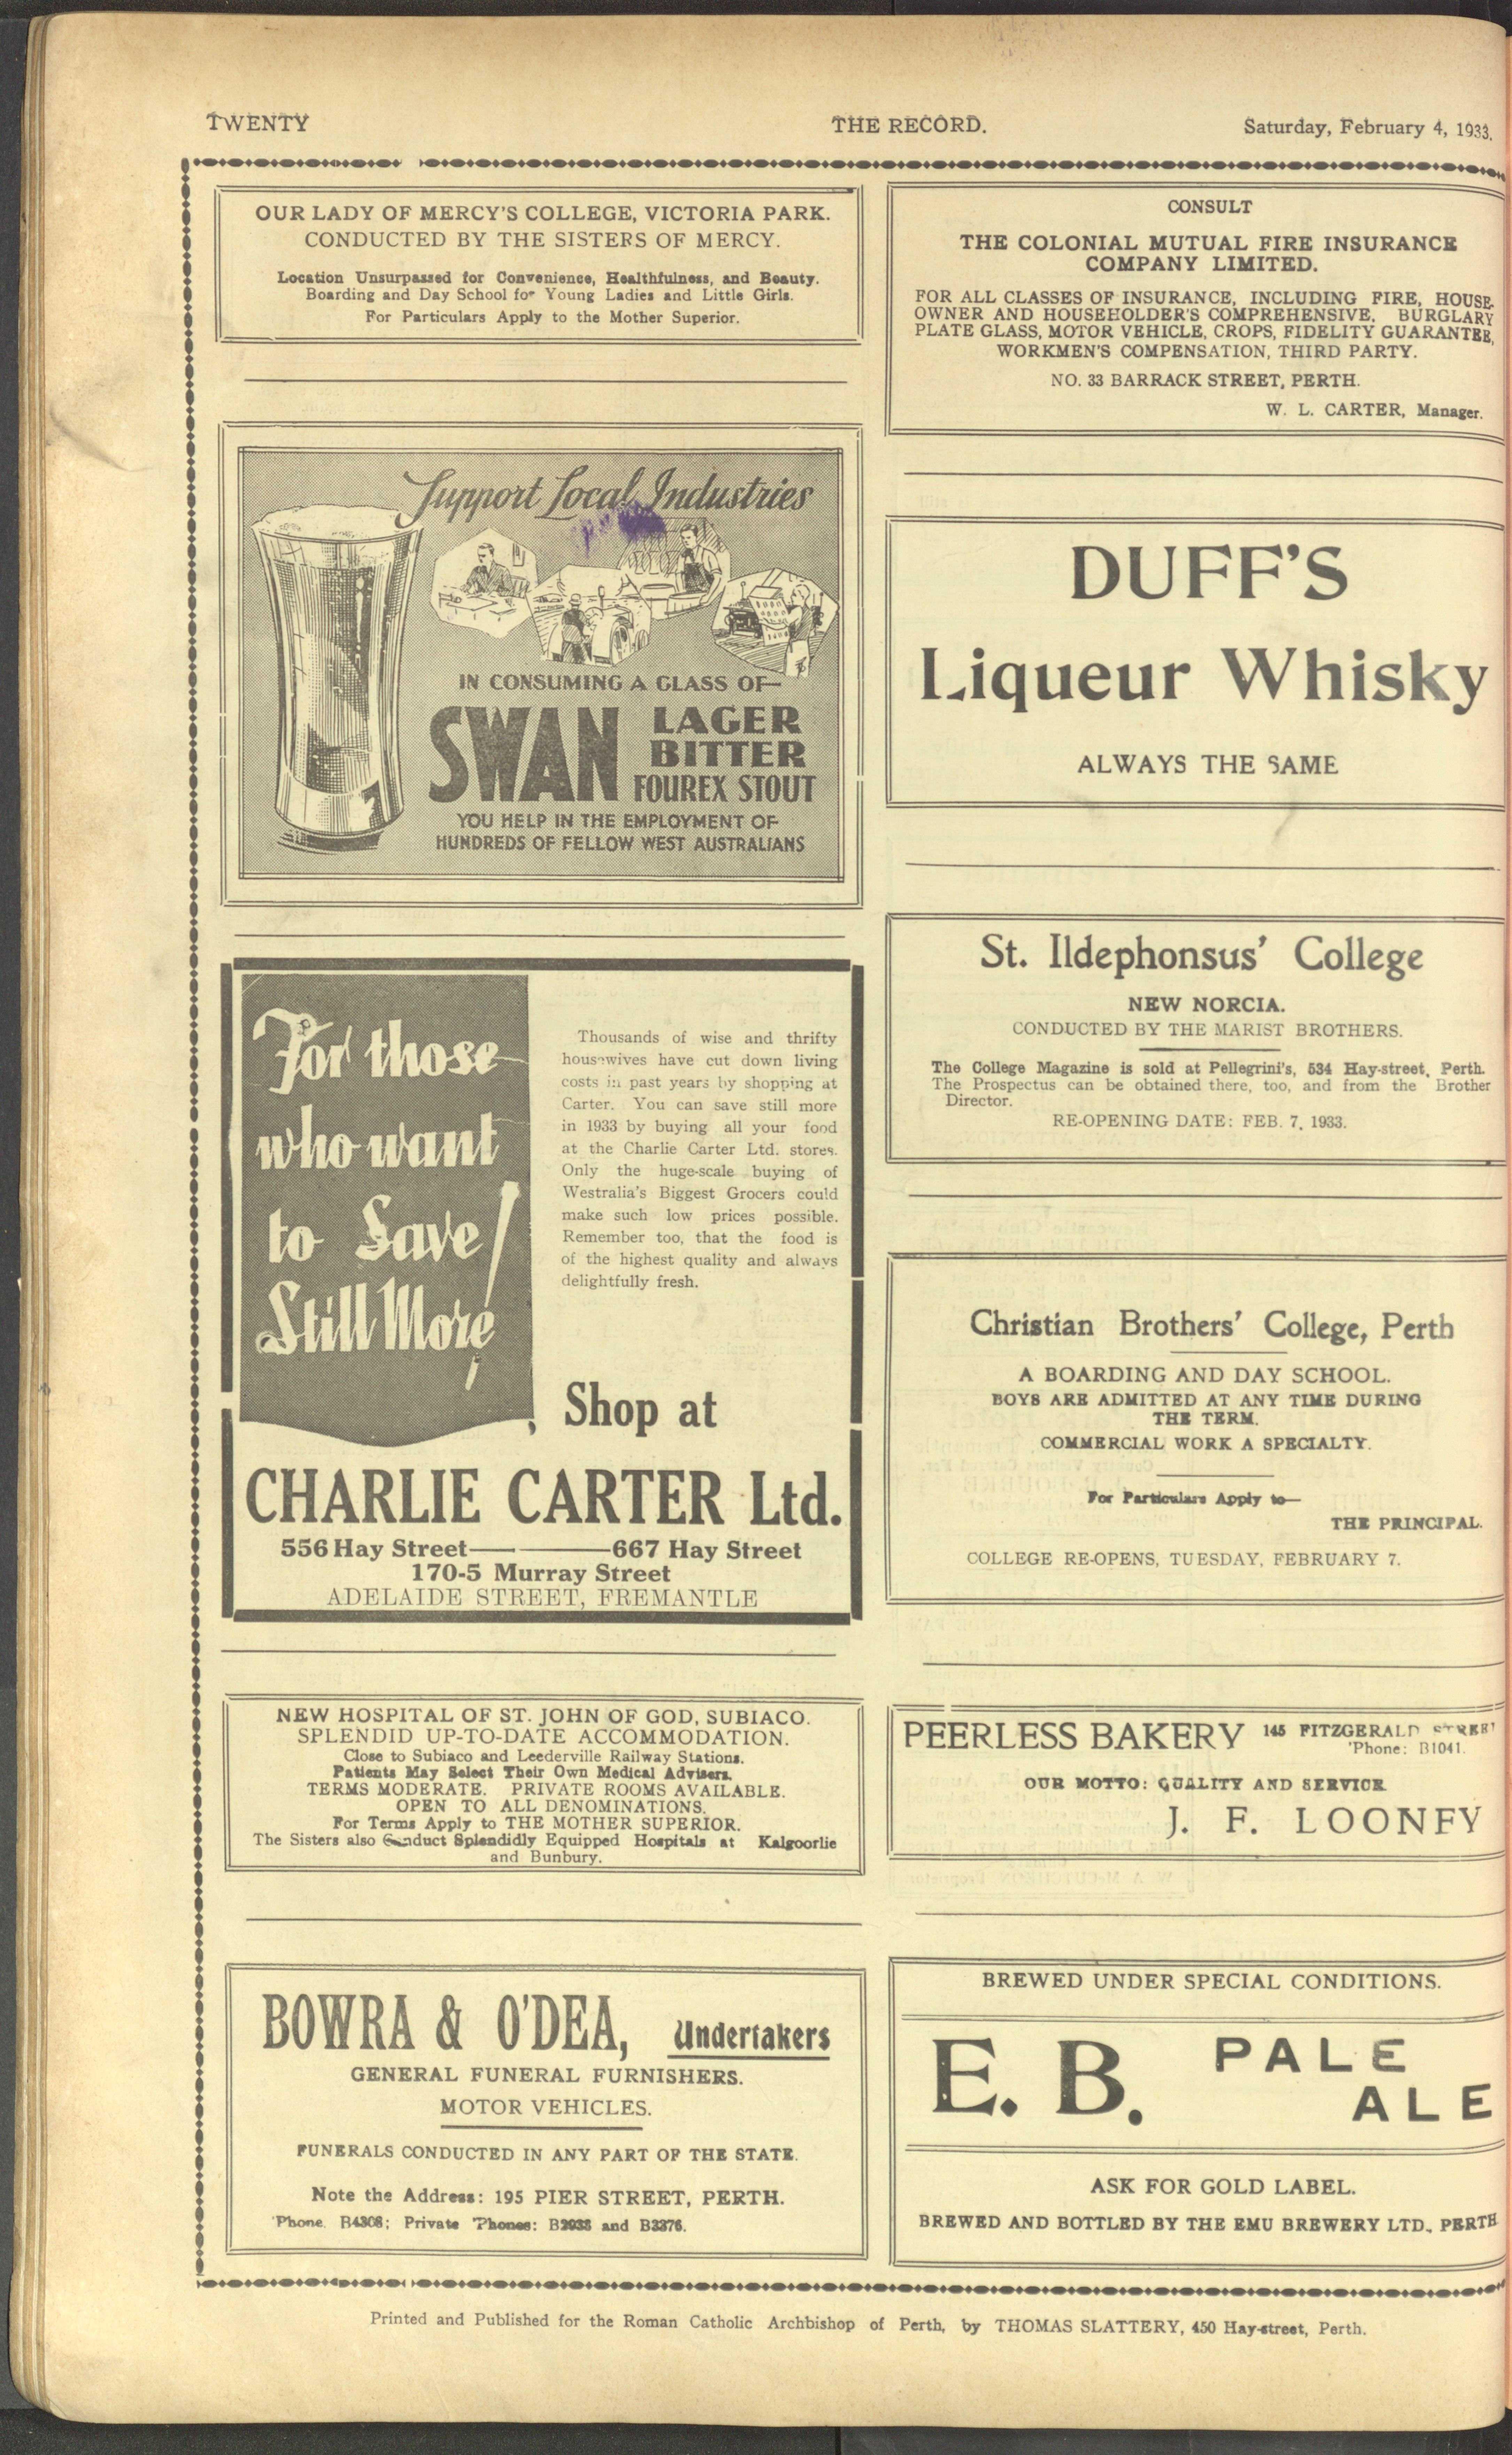 TWENTY
THE RECORD.
Saturday, February 4, 1933.
OUR LADY OF MERCY'S COLLEGE, VICTORIA PARK.
CONDUCTED BY THE SISTERS OF MERCY.
Location Unsurpassed for Convenience, Healthfulness, and Beauty.
Boarding and Day School for Young Ladies and Little Girls.
For Particulars Apply to the Mother Superior.
Support Local Industries
IN CONSUMING A GLASS OF—
SWAN
LAGER
BITTER
FOUREX STOUT
YOU HELP IN THE EMPLOYMENT OF
HUNDREDS OF FELLOW WEST AUSTRALIANS
For those
who want
to Save
Still More!
Thousands of wise and thrifty
housewives have cut down living
costs in past years by shopping at
Carter. You can save still more
in 1933 by buying all your food
at the Charlie Carter Ltd. stores.
Only the huge-scale buying of
Westralia's Biggest Grocers could
make such low prices possible.
Remember too, that the food is
of the highest quality and always
delightfully fresh.
Shop at
CHARLIE CARTER Ltd.
556 Hay Street— ———667 Hay Street
170-5 Murray Street
ADELAIDE STREET, FREMANTLE
NEW HOSPITAL OF ST. JOHN OF GOD, SUBIACO.
SPLENDID UP-TO-DATE ACCOMMODATION.
Close to Subiaco and Leederville Railway Stations.
Patients May Select Their Own Medical Advisers.
TERMS MODERATE. PRIVATE ROOMS AVAILABLE.
OPEN TO ALL DENOMINATIONS.
For Terms Apply to THE MOTHER SUPERIOR.
The Sisters also Conduct Splendidly Equipped Hospitals at Kalgoorlie
and Bunbury.
BOWRA & O'DEA, Undertakers
GENERAL FUNERAL FURNISHERS.
MOTOR VEHICLES.
FUNERALS CONDUCTED IN ANY PART OF THE STATE.
Note the Address: 195 PIER STREET, PERTH.
'Phone. B4308; Private 'Phones: and B3376.
CONSULT
THE COLONIAL MUTUAL FIRE INSURANCE
COMPANY LIMITED.
FOR ALL CLASSES OF INSURANCE, INCLUDING FIRE, HOUSE-
OWNER AND HOUSEHOLDER'S COMPREHENSIVE, BURGLARY
PLATE GLASS, MOTOR VEHICLE, CROPS, FIDELITY GUARANTEE,
WORKMEN'S COMPENSATION, THIRD PARTY.
NO. 33 BARRACK STREET, PERTH.
W. L. CARTER, Manager.
DUFF'S
Liqueur Whisky
ALWAYS THE SAME
St. Ildephonsus' College
NEW NORCIA.
CONDUCTED BY THE MARIST BROTHERS.
The College Magazine is sold at Pellegrini's, 534 Hay-street, Perth.
The Prospectus can be obtained there, too, and from the Brother
Director.
RE-OPENING DATE: FEB. 7, 1933.
Christian Brothers' College, Perth
A BOARDING AND DAY SCHOOL.
BOYS ARE ADMITTED AT ANY TIME DURING
THE TERM.
COMMERCIAL WORK A SPECIALTY.
For Particulars Apply to—
THE PRINCIPAL.
COLLEGE RE-OPENS, TUESDAY, FEBRUARY 7.
PEERLESS BAKERY 145 FITZGERALD STREET
'Phone: B1041.
OUR MOTTO: QUALITY AND SERVICE
J. F. LOONEY
BREWED UNDER SPECIAL CONDITIONS.
E. B. PALE
ALE
ASK FOR GOLD LABEL.
BREWED AND BOTTLED BY THE EMU BREWERY LTD., PERTH
Printed and Published for the Roman Catholic Archbishop of Perth, by THOMAS SLATTERY, 450 Hay-street, Perth.